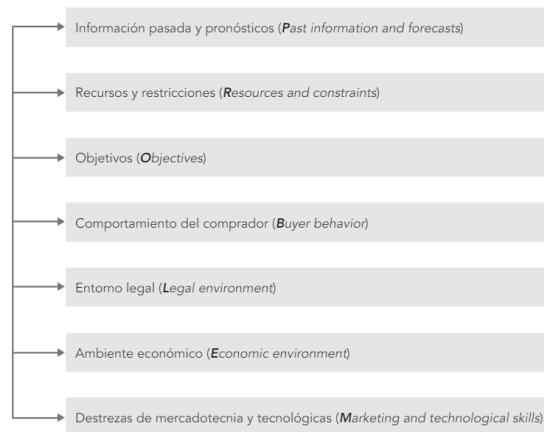 Información pasada y pronósticos (Past information and forecasts)
Recursos y restricciones (Resources and constraints)
Objetivos (Objectives)
Comportamiento del comprador (Buyer behavior)
Entorno legal (Legal environment)
Ambiente económico (Economic environment)
Destrezas de mercadotecnia y tecnológicas (Marketing and technological skills)